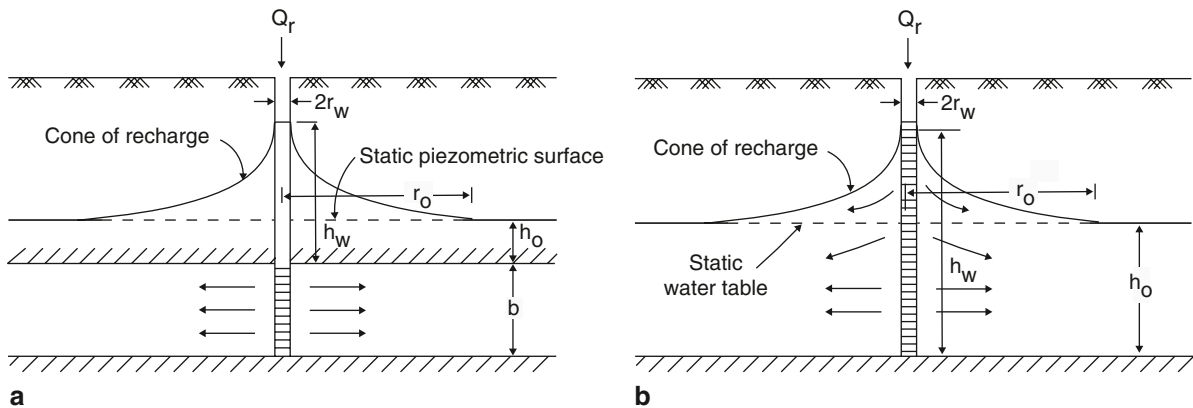 Q_r
2r_w
Cone of recharge
Static piezometric surface
r_o
h_w
h_o
b
a
Q_r
2r_w
Cone of recharge
r_o
Static
water table
h_w
h_o
b